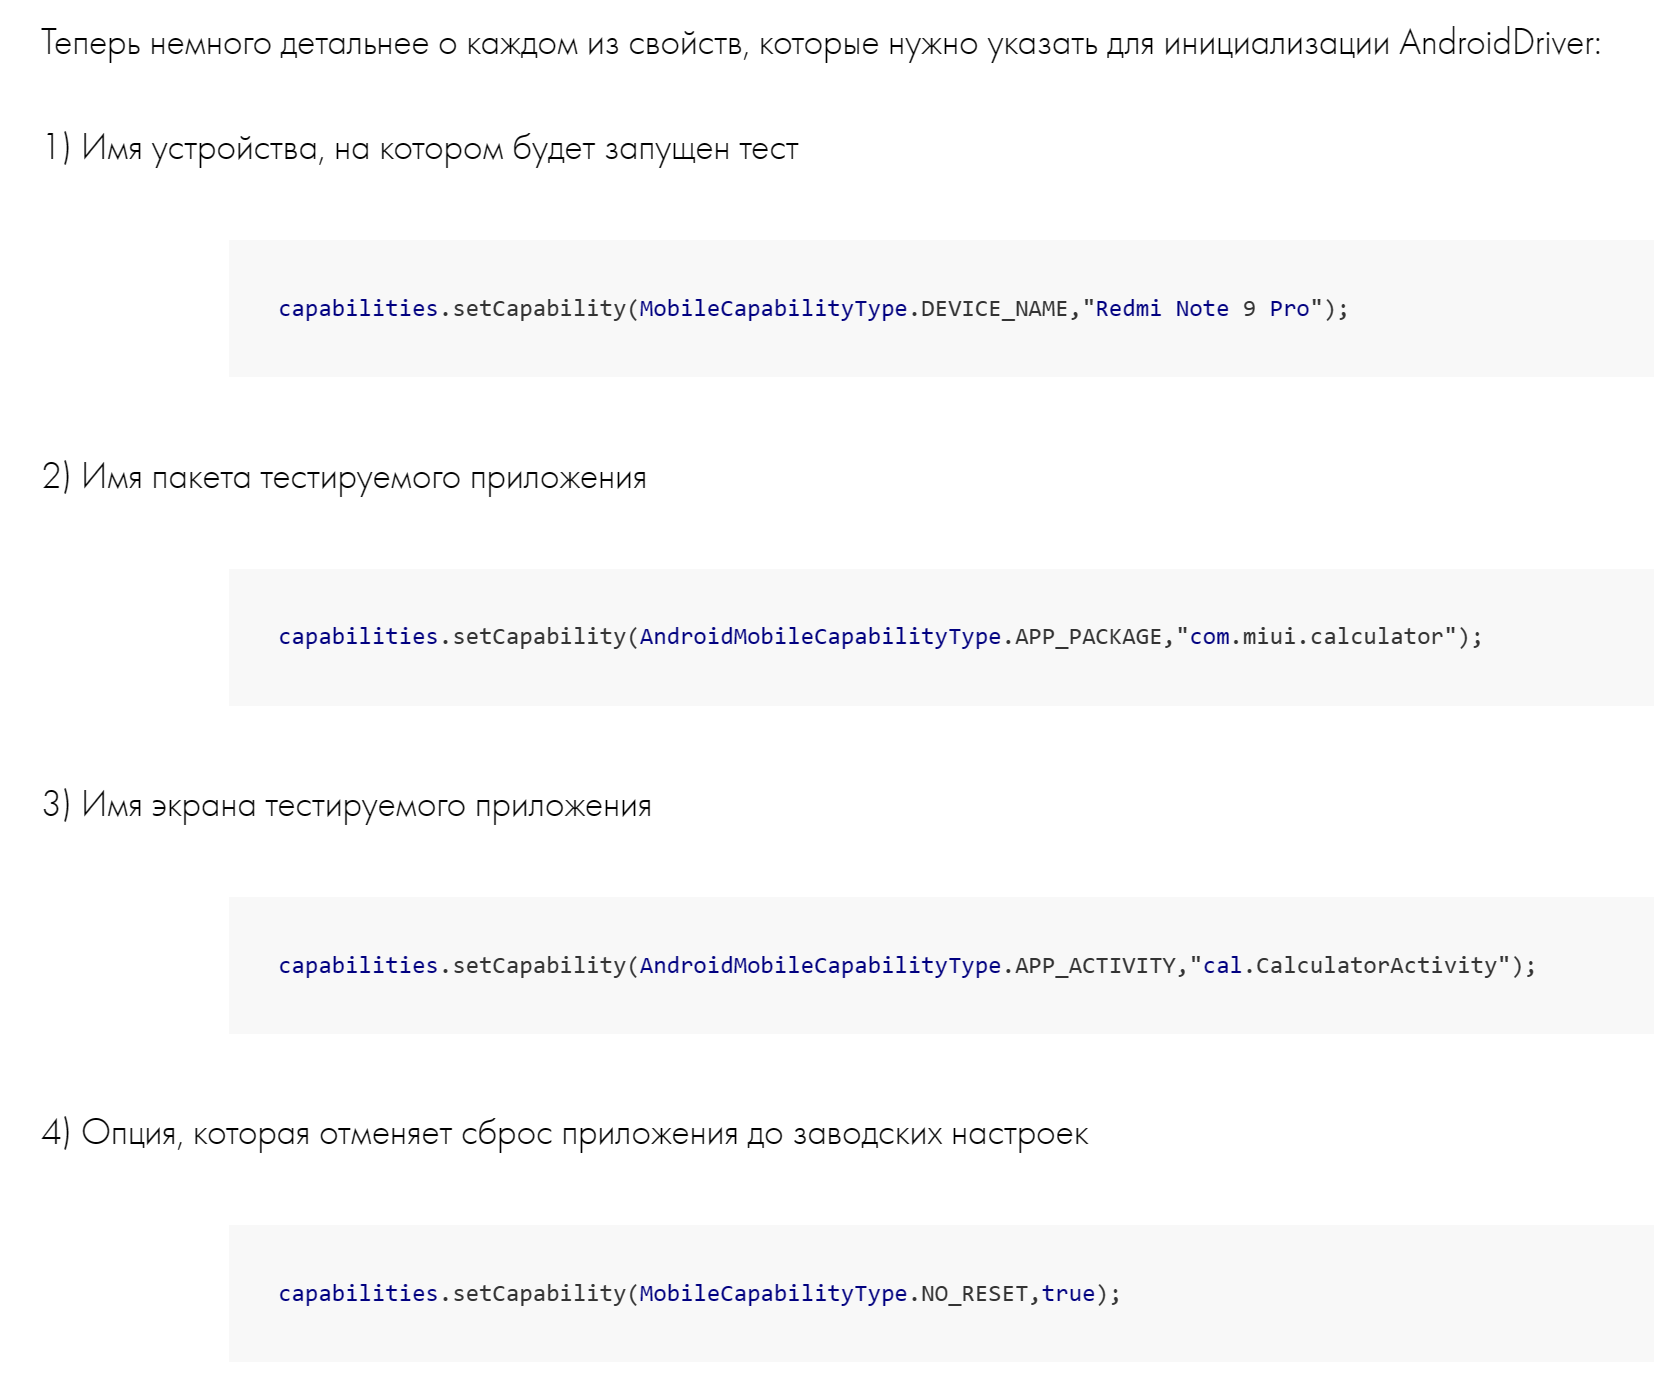 Теперь немного детальнее о каждом из свойств, которые нужно указать для инициализации AndroidDriver:
1) Имя устройства, на котором будет запущен тест
capabilities.setCapability(MobileCapabilityType.DEVICE_NAME,"Redmi Note 9 Pro");
2) Имя пакета тестируемого приложения
capabilities.setCapability(AndroidMobileCapabilityType.APP_PACKAGE,"com.miui.calculator");
3) Имя экрана тестируемого приложения
capabilities.setCapability(AndroidMobileCapabilityType.APP_ACTIVITY,"cal.CalculatorActivity");
4) Опция, которая отменяет сброс приложения до заводских настроек
capabilities.setCapability(MobileCapabilityType.NO_RESET,true);